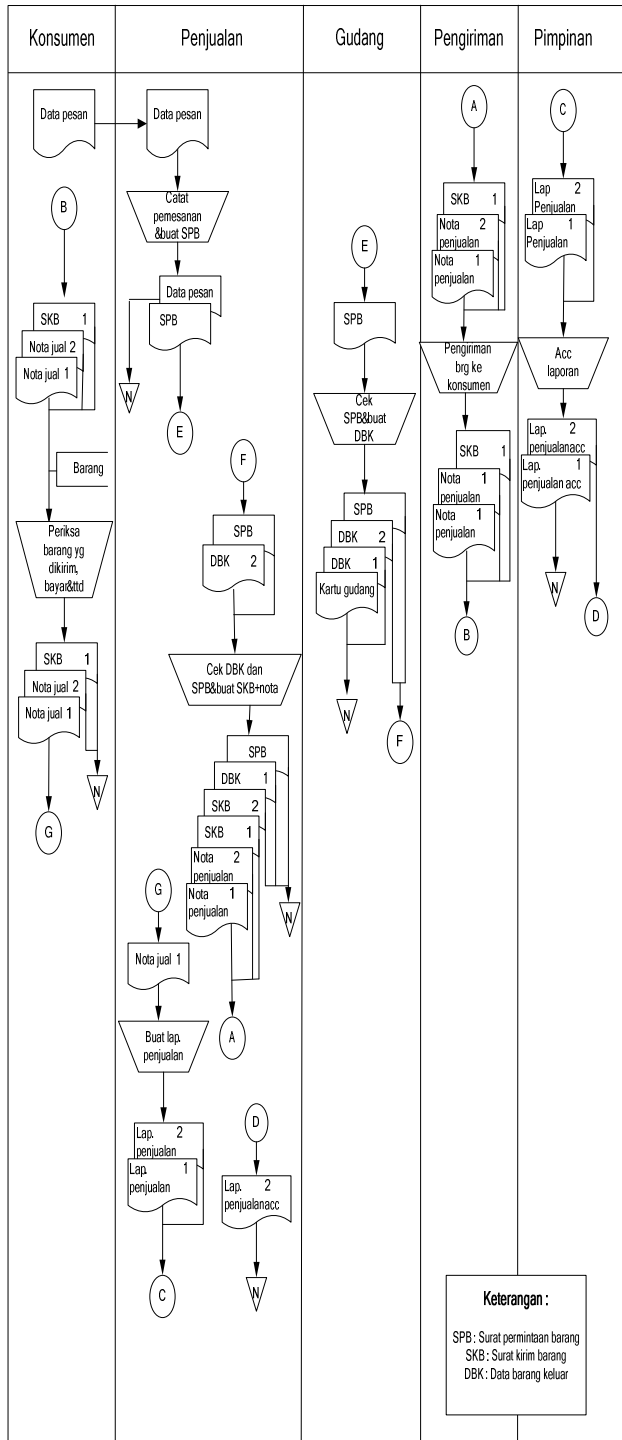 Konsumen
Penjualan
Gudang
Pengiriman
Pimpinan
Data pesan
B
SKB 1
Nota jual 2
Nota jual 1
Barang
Periksa
barang yg
dikirim,
bayar&ttd
SKB 1
Nota jual 2
Nota jual 1
N
G
Data pesan
Catat
pemesanan
&buat SPB
Data pesan
SPB
N
E
F
SPB
DBK 2
Cek DBK dan
SPB&buat SKB+nota
SPB
DBK 1
SKB 2
SKB 1
Nota 2
penjualan
Nota 1
penjualan
N
A
G
Nota jual 1
Buat lap.
penjualan
Lap. 2
penjualan
Lap. 1
penjualan
C
D
Lap. 2
penjualanacc
N
E
SPB
Cek
SPB&buat
DBK
SPB
DBK 2
DBK 1
Kartu gudang
N
F
A
SKB 1
Nota 2
penjualan
Nota 1
penjualan
Pengiriman
brg ke
konsumen
SKB 1
Nota 1
penjualan
Nota 1
penjualan
B
C
Lap 2
Penjualan
Lap 1
Penjualan
Acc
laporan
Lap. 2
penjualanacc
Lap. 1
penjualan acc
N
D
Keterangan :
SPB : Surat permintaan barang
SKB : Surat kirim barang
DBK : Data barang keluar